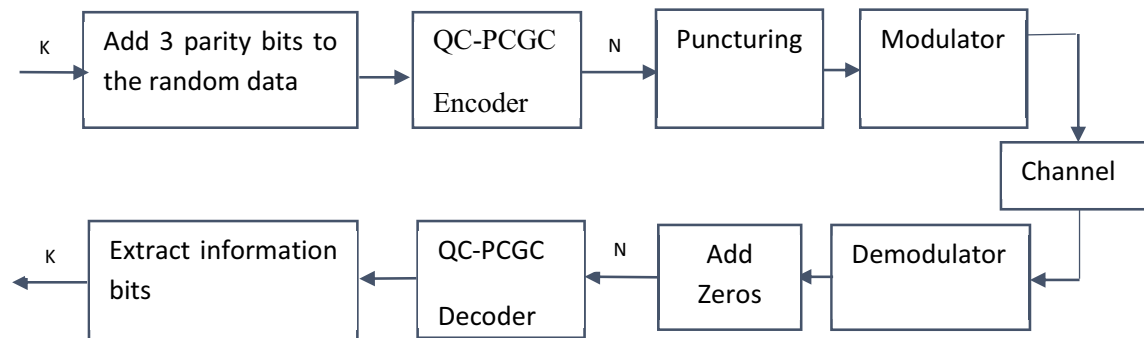 K
Add 3 parity bits to
the random data
QC-PCGC
Encoder
N
Puncturing
Modulator
Channel
K
Extract information
bits
QC-PCGC
Decoder
N
Add
Zeros
Demodulator